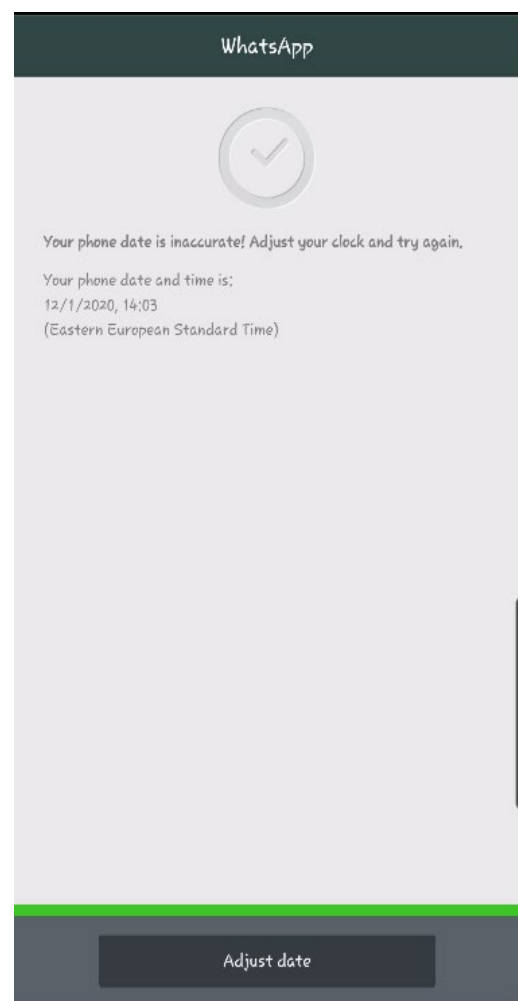 WhatsApp
Your phone date is inaccurate! Adjust your clock and try again.
Your phone date and time is:
12/1/2020, 14:03
(Eastern European Standard Time)
Adjust date